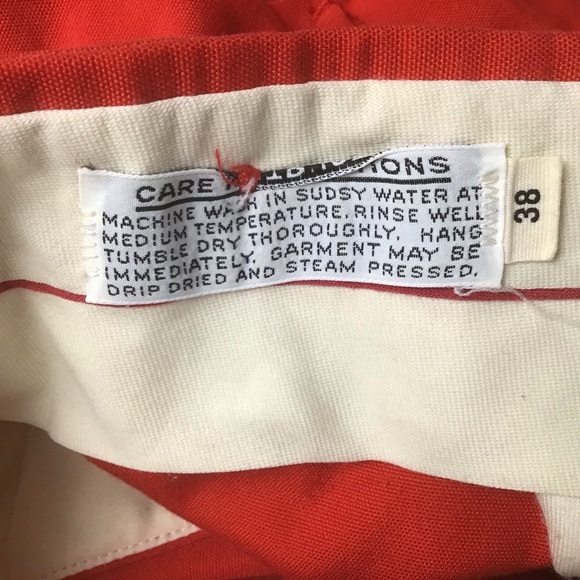 CARE
MACHINE WASH IN SUDSY WATER AT
MEDIUM TEMPERATURE. RINSE WELL
TUMBLE DRY THOROUGHLY. HANG
IMMEDIATELY. GARMENT MAY BE
DRIP DRIED AND STEAM PRESSED.
38